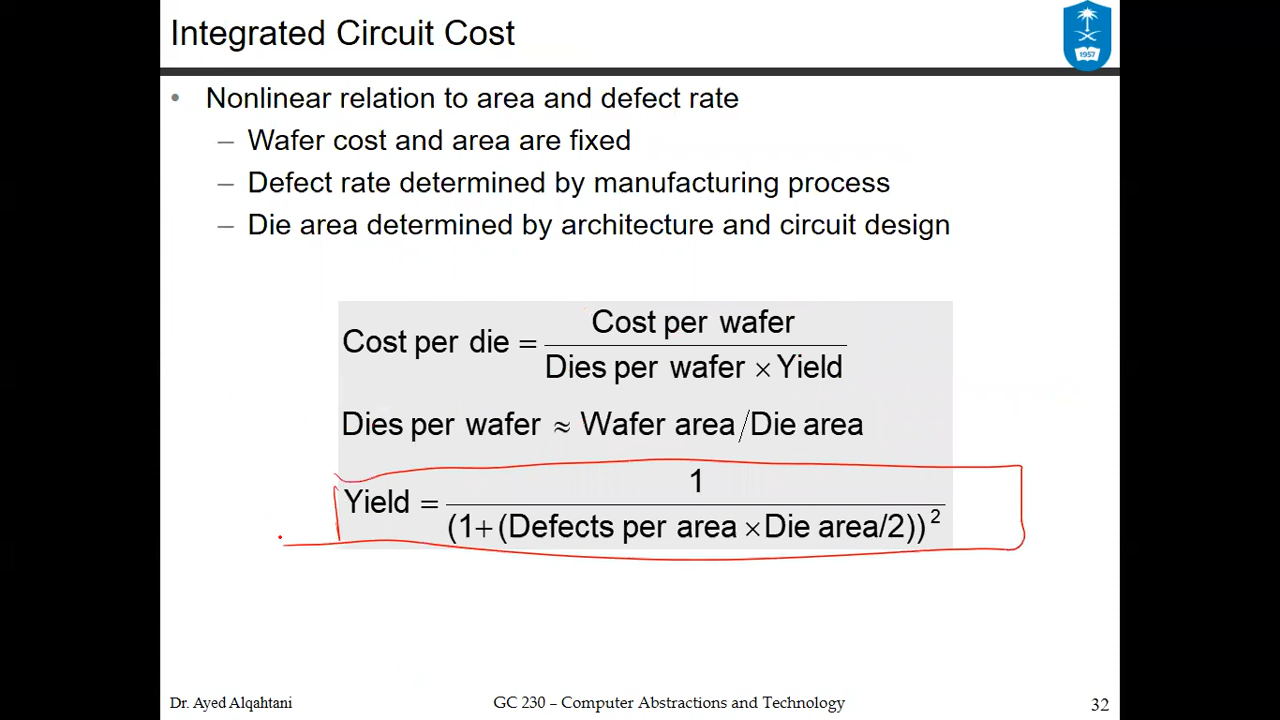 Integrated Circuit Cost
1957
• Nonlinear relation to area and defect rate
– Wafer cost and area are fixed
– Defect rate determined by manufacturing process
– Die area determined by architecture and circuit design
Cost per die = Cost per wafer / Dies per wafer × Yield
Dies per wafer ≈ Wafer area/Die area
Yield = 1 / (1+(Defects per area × Die area/2))²
Dr. Ayed Alqahtani
GC 230 – Computer Abstractions and Technology
32